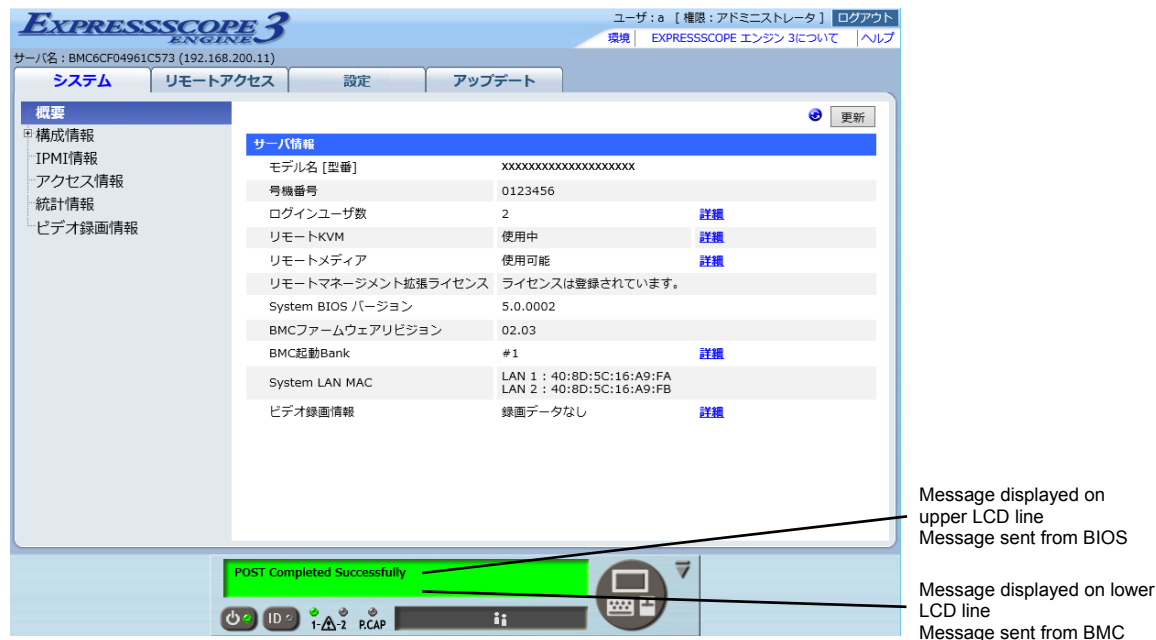 EXPRESSSCOPE 3
ENGINE
ユーザ : a [ 権限 : アドミニストレータ ] ログアウト
環境 EXPRESSSCOPE エンジン 3について ヘルプ
サーバ名 : BMC6CF04961C573 (192.168.200.11)
システム リモートアクセス 設定 アップデート
概要
構成情報
IPMI情報
アクセス情報
統計情報
ビデオ録画情報
更新
サーバ情報
モデル名 [型番] xxxxxxxxxxxxxxxxxxxx
号機番号 0123456
ログインユーザ数 2 詳細
リモートKVM 使用中 詳細
リモートメディア 使用可能 詳細
リモートマネージメント拡張ライセンス ライセンスは登録されています。
System BIOS バージョン 5.0.0002
BMCファームウェアリビジョン 02.03
BMC起動Bank #1 詳細
System LAN MAC LAN 1 : 40:8D:5C:16:A9:FA
LAN 2 : 40:8D:5C:16:A9:FB
ビデオ録画情報 録画データなし 詳細
Message displayed on
upper LCD line
Message sent from BIOS
POST Completed Successfully
ID 1-2 P.CAP
Message displayed on lower
LCD line
Message sent from BMC